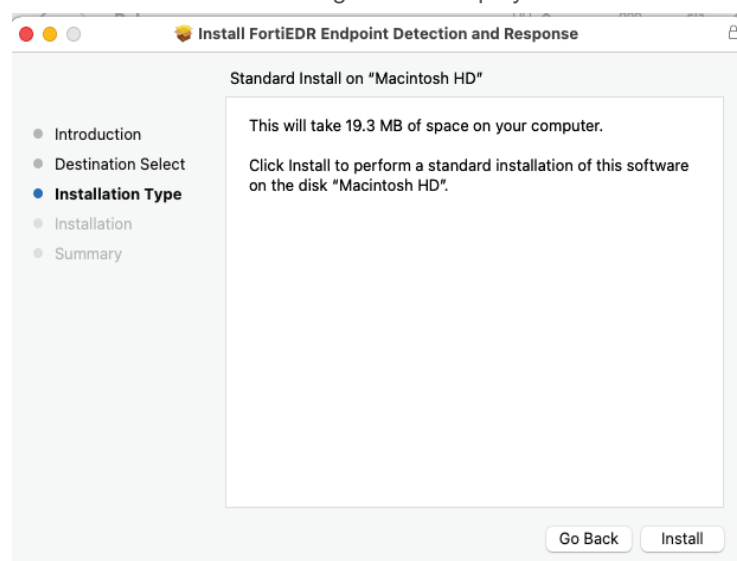 Install FortiEDR Endpoint Detection and Response
Standard Install on “Macintosh HD”
Introduction
Destination Select
Installation Type
Installation
Summary
This will take 19.3 MB of space on your computer.
Click Install to perform a standard installation of this software
on the disk “Macintosh HD”.
Go Back
Install